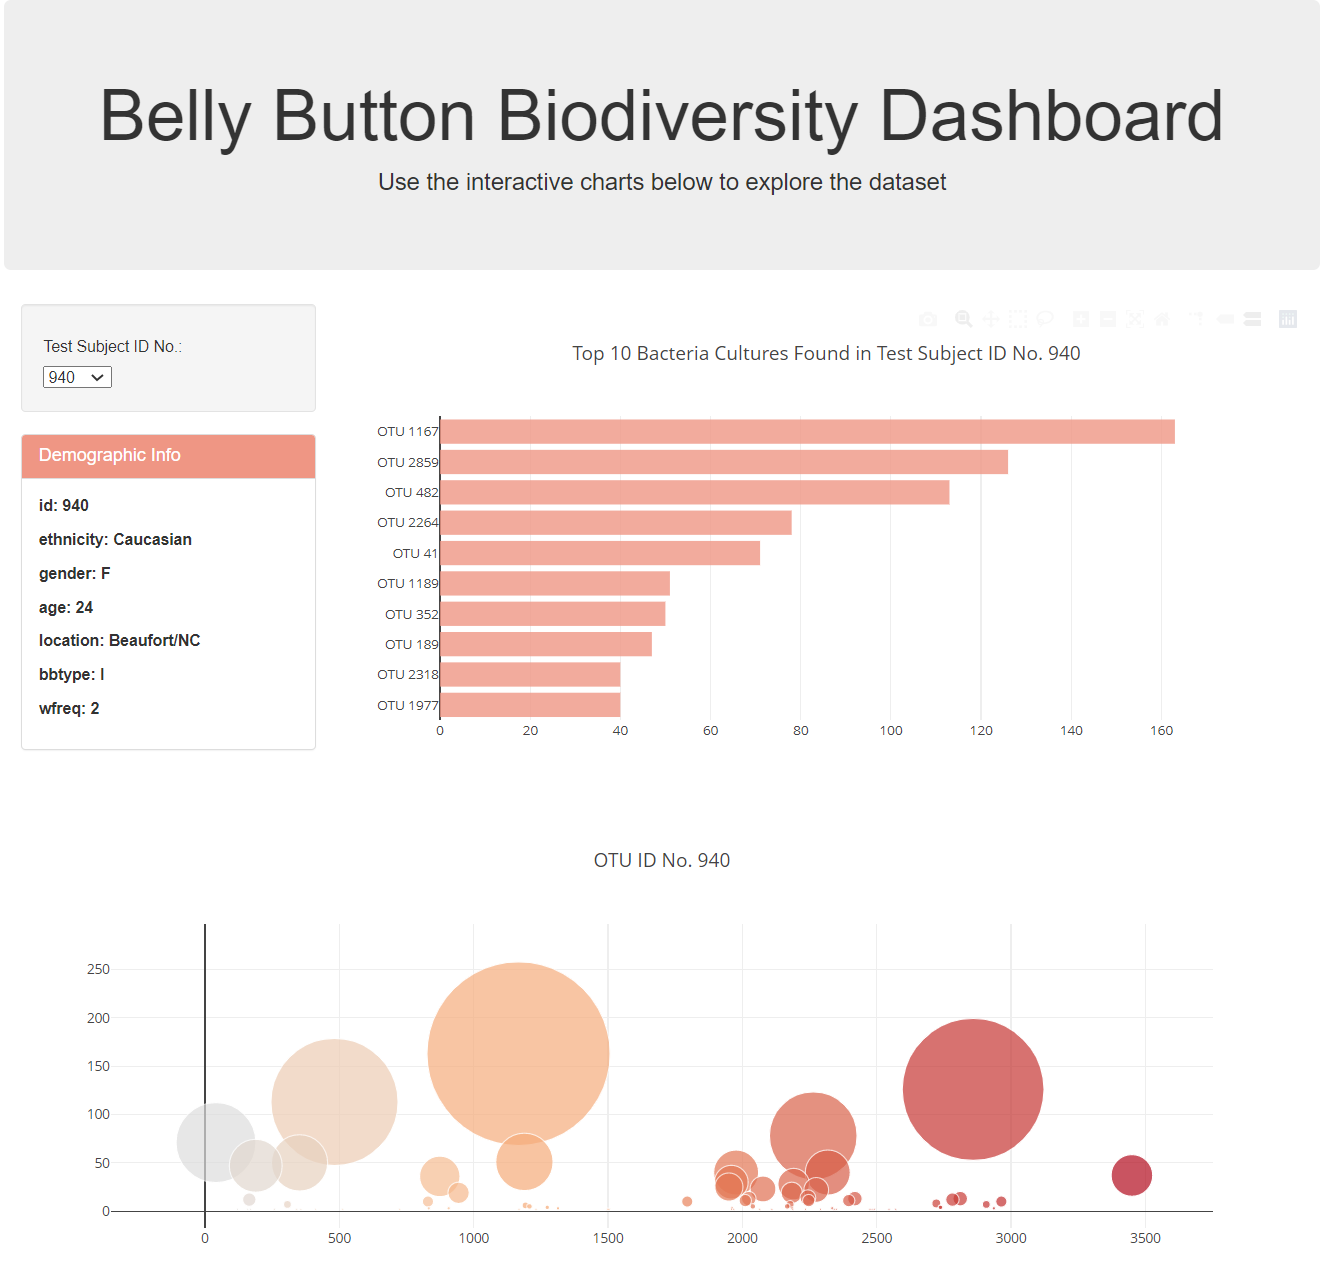 Belly Button Biodiversity Dashboard
Use the interactive charts below to explore the dataset
Test Subject ID No.:
940
Demographic Info
id: 940
ethnicity: Caucasian
gender: F
age: 24
location: Beaufort/NC
bbtype: I
wfreq: 2
Top 10 Bacteria Cultures Found in Test Subject ID No. 940
OTU 1167
OTU 2859
OTU 482
OTU 2264
OTU 41
OTU 1189
OTU 352
OTU 189
OTU 2318
OTU 1977
0 20 40 60 80 100 120 140 160
OTU ID No. 940
250
200
150
100
50
0
0 500 1000 1500 2000 2500 3000 3500